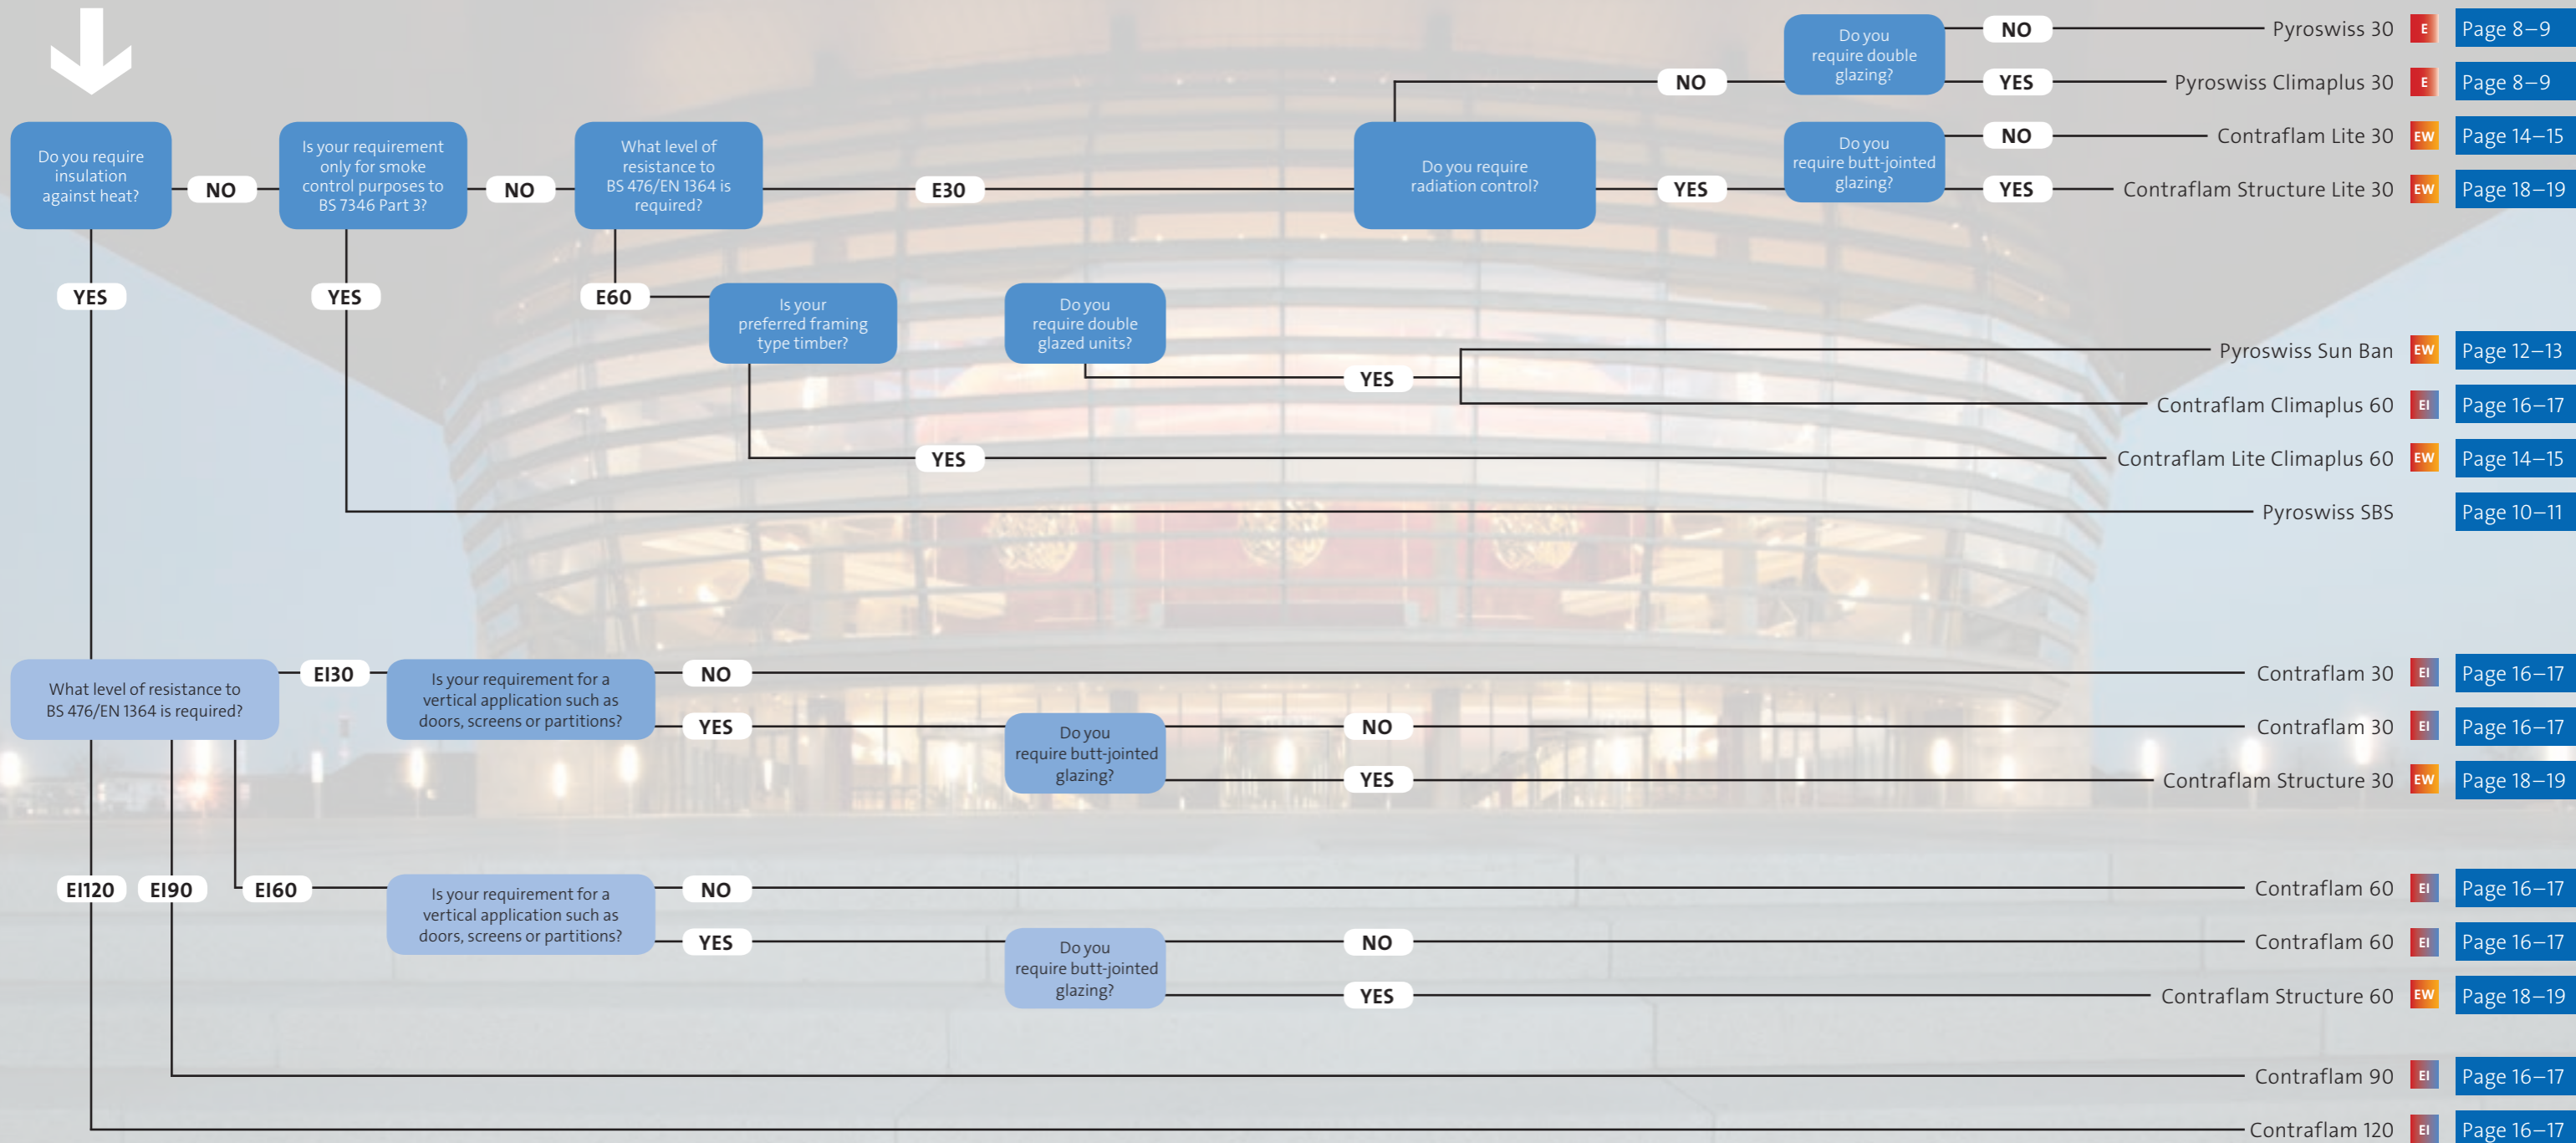 Do you
require double
glazing?
NO
Pyroswiss 30
E
Page 8–9
NO
YES
Pyroswiss Climaplus 30
E
Page 8–9
Do you require
insulation
against heat?
NO
Is your requirement
only for smoke
control purposes to
BS 7346 Part 3?
NO
What level of
resistance to
BS 476/EN 1364 is
required?
E30
Do you require
radiation control?
YES
Do you
require butt-jointed
glazing?
NO
Contraflam Lite 30
EW
Page 14–15
YES
Contraflam Structure Lite 30
EW
Page 18–19
YES
YES
E60
Is your
preferred framing
type timber?
Do you
require double
glazed units?
YES
Pyroswiss Sun Ban
EW
Page 12–13
Contraflam Climaplus 60
EI
Page 16–17
YES
Contraflam Lite Climaplus 60
EW
Page 14–15
Pyroswiss SBS
Page 10–11
What level of resistance to
BS 476/EN 1364 is required?
EI30
Is your requirement for a
vertical application such as
doors, screens or partitions?
NO
Contraflam 30
EI
Page 16–17
YES
Do you
require butt-jointed
glazing?
NO
Contraflam 30
EI
Page 16–17
YES
Contraflam Structure 30
EW
Page 18–19
EI120
EI90
EI60
Is your requirement for a
vertical application such as
doors, screens or partitions?
NO
Contraflam 60
EI
Page 16–17
YES
Do you
require butt-jointed
glazing?
NO
Contraflam 60
EI
Page 16–17
YES
Contraflam Structure 60
EW
Page 18–19
Contraflam 90
EI
Page 16–17
Contraflam 120
EI
Page 16–17